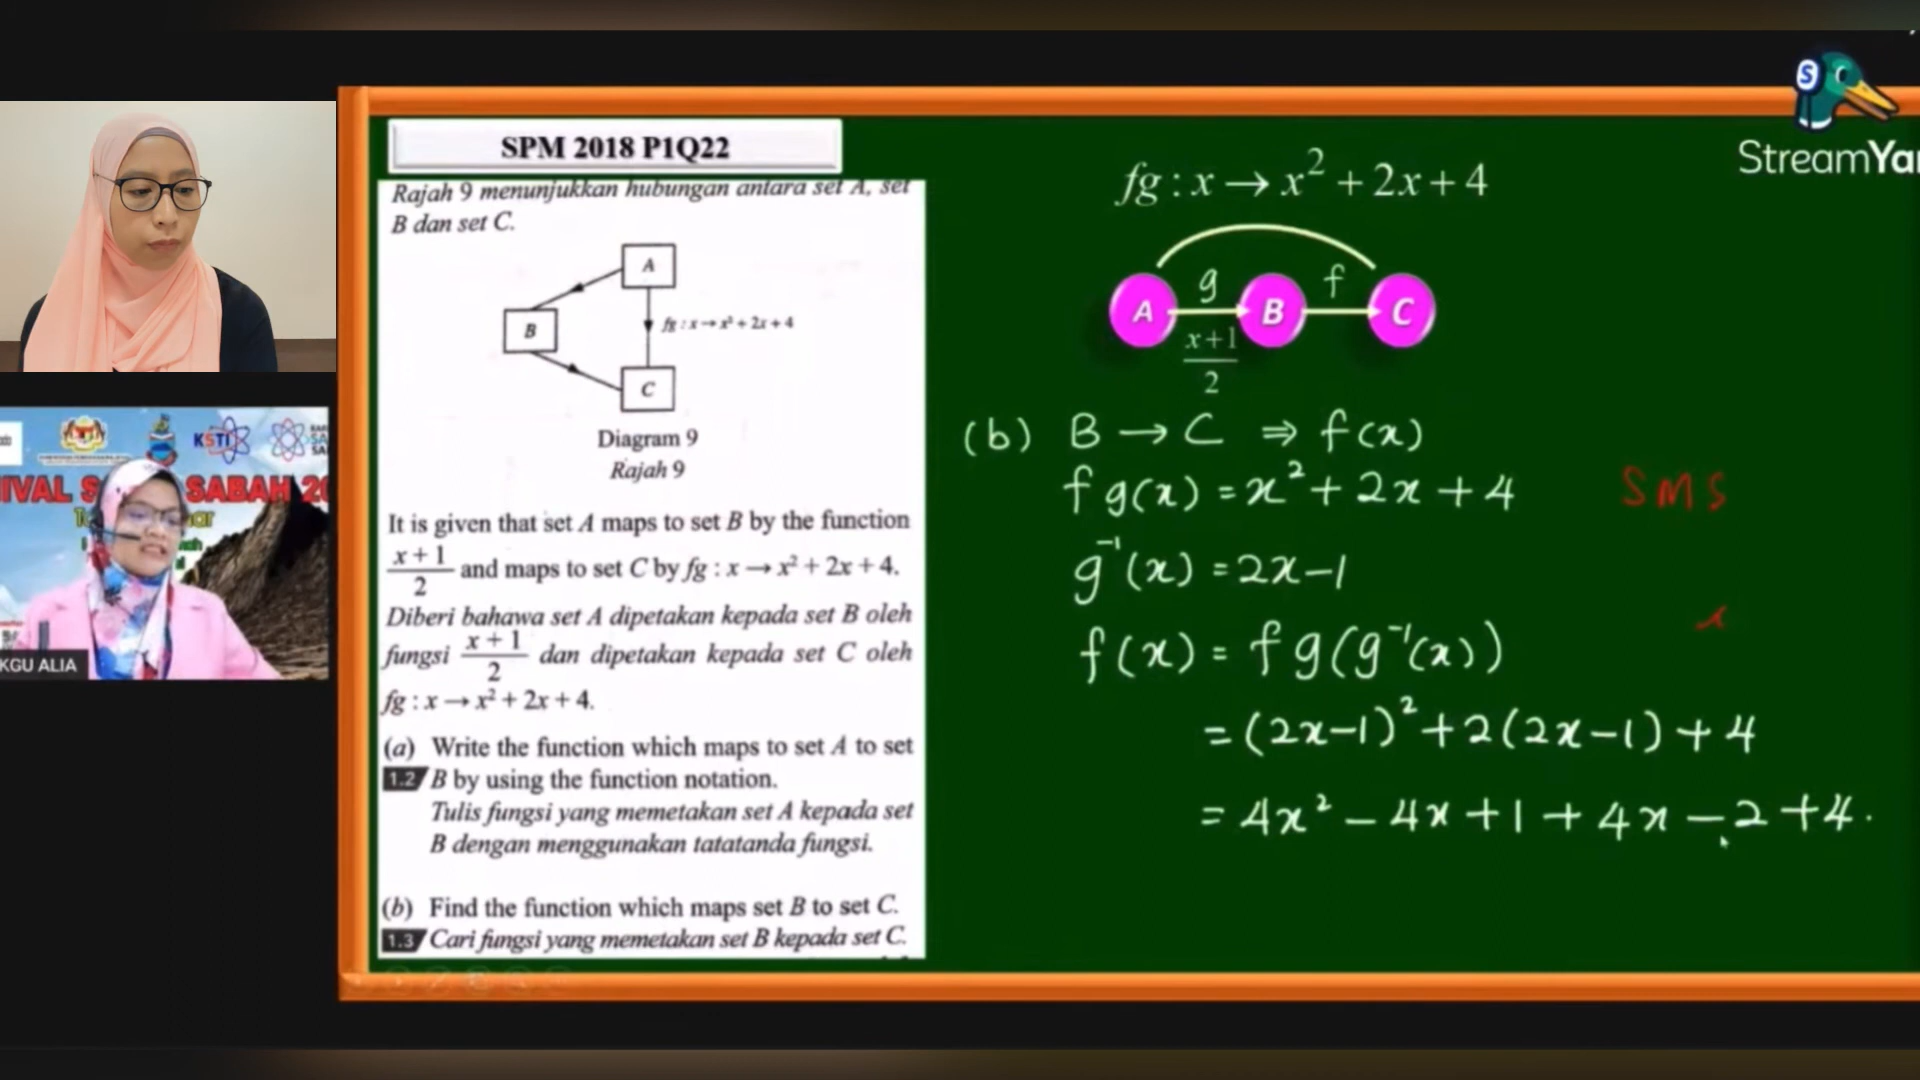 StreamYa
SPM 2018 P1Q22
Rajah 9 menunjukkan hubungan antara set A, set
B dan set C.
A
B
fg : x → x² + 2x + 4
C
Diagram 9
Rajah 9
It is given that set A maps to set B by the function
x + 1
2
and maps to set C by fg : x → x² + 2x + 4.
Diberi bahawa set A dipetakan kepada set B oleh
fungsi x + 1
2
dan dipetakan kepada set C oleh
fg : x → x² + 2x + 4.
(a) Write the function which maps to set A to set
1.2 B by using the function notation.
Tulis fungsi yang memetakan set A kepada set
B dengan menggunakan tatatanda fungsi.
(b) Find the function which maps set B to set C.
1.3 Cari fungsi yang memetakan set B kepada set C.
fg : x → x² + 2x + 4
g f
A B C
x+1
2
(b) B → C ⇒ f(x)
fg(x) = x² + 2x + 4
SMS
g⁻¹(x) = 2x-1
f(x) = fg(g⁻¹(x))
= (2x-1)² + 2(2x-1) + 4
= 4x² - 4x + 1 + 4x - 2 + 4.
KSTI
SABAH 20
KGU ALIA